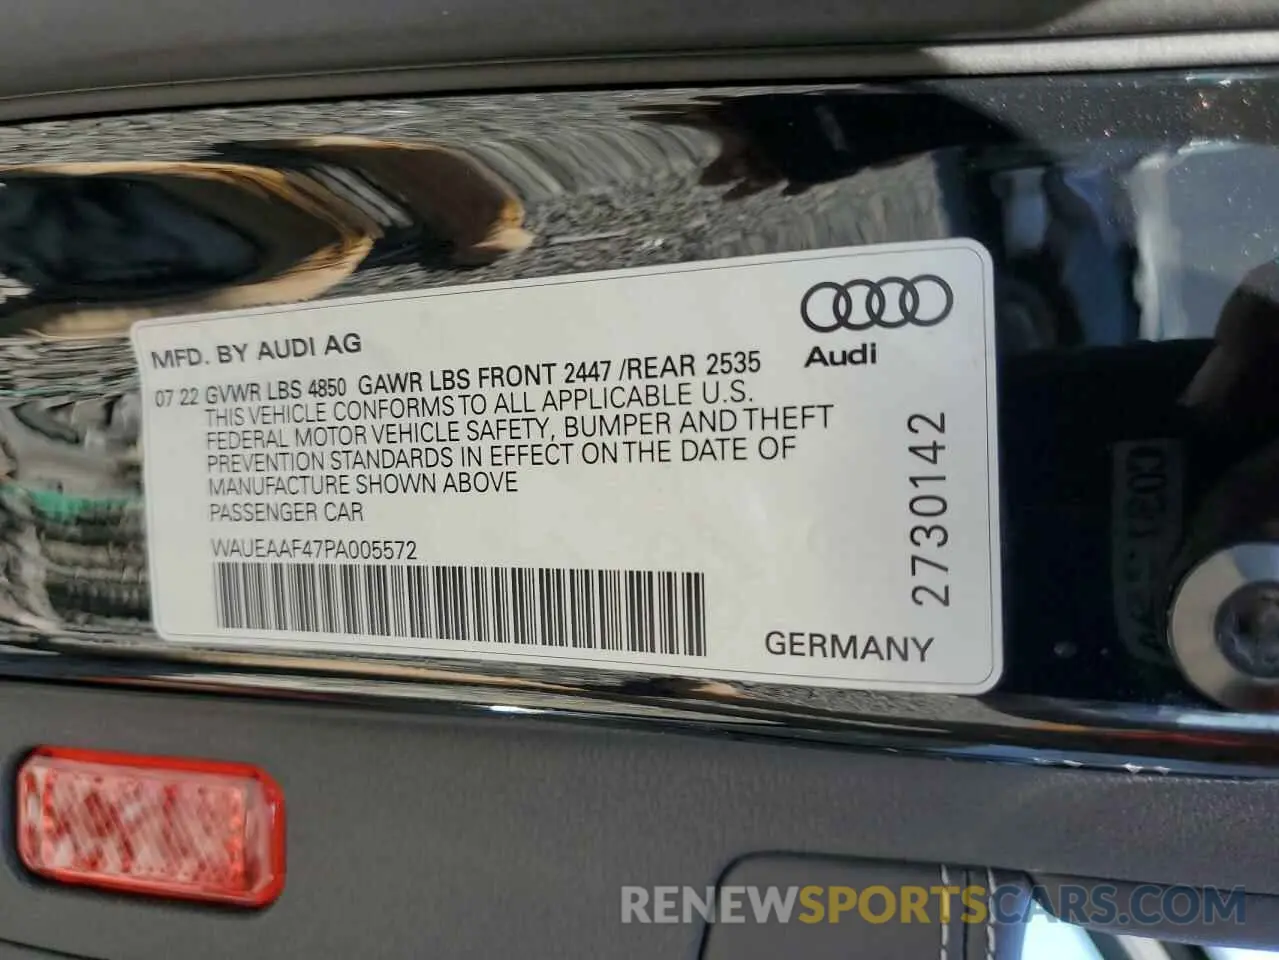 MFD. BY AUDI AG
Audi
07 22 GVWR LBS 4850 GAWR LBS FRONT 2447 /REAR 2535
THIS VEHICLE CONFORMS TO ALL APPLICABLE U.S.
FEDERAL MOTOR VEHICLE SAFETY, BUMPER AND THEFT
PREVENTION STANDARDS IN EFFECT ON THE DATE OF
MANUFACTURE SHOWN ABOVE
PASSENGER CAR
WAUEAAF47PA005572
2730142
GERMANY
RENEWSPORTSCARS.COM